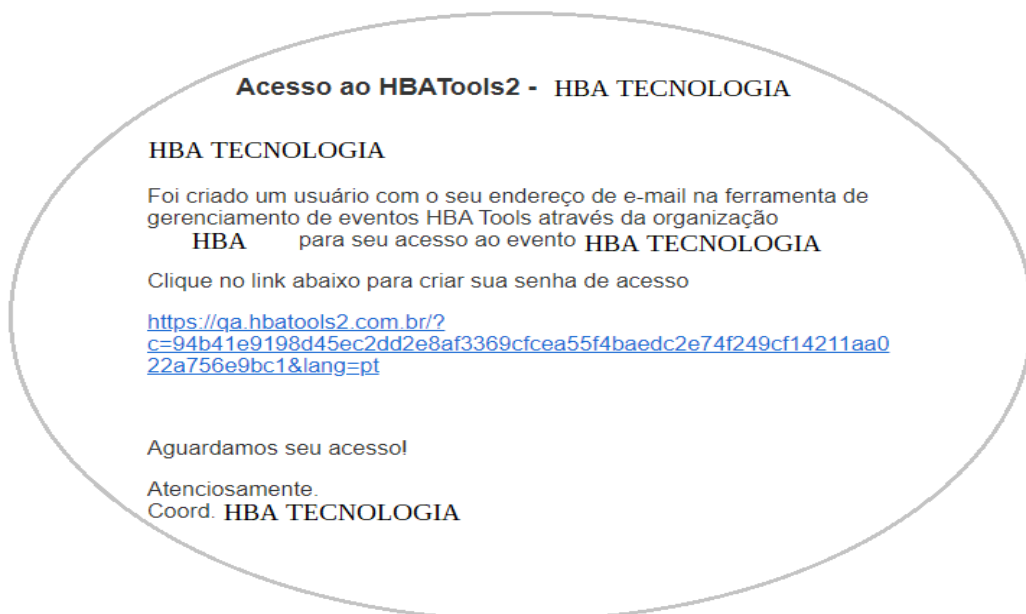 Acesso ao HBATools2 - HBA TECNOLOGIA
HBA TECNOLOGIA
Foi criado um usuário com o seu endereço de e-mail na ferramenta de
gerenciamento de eventos HBA Tools através da organização
HBA para seu acesso ao evento HBA TECNOLOGIA
Clique no link abaixo para criar sua senha de acesso
https://qa.hbatools2.com.br/?
c=94b41e9198d45ec2dd2e8af3369cfcea55f4baedc2e74f249cf14211aa0
22a756e9bc1&lang=pt
Aguardamos seu acesso!
Atenciosamente.
Coord. HBA TECNOLOGIA